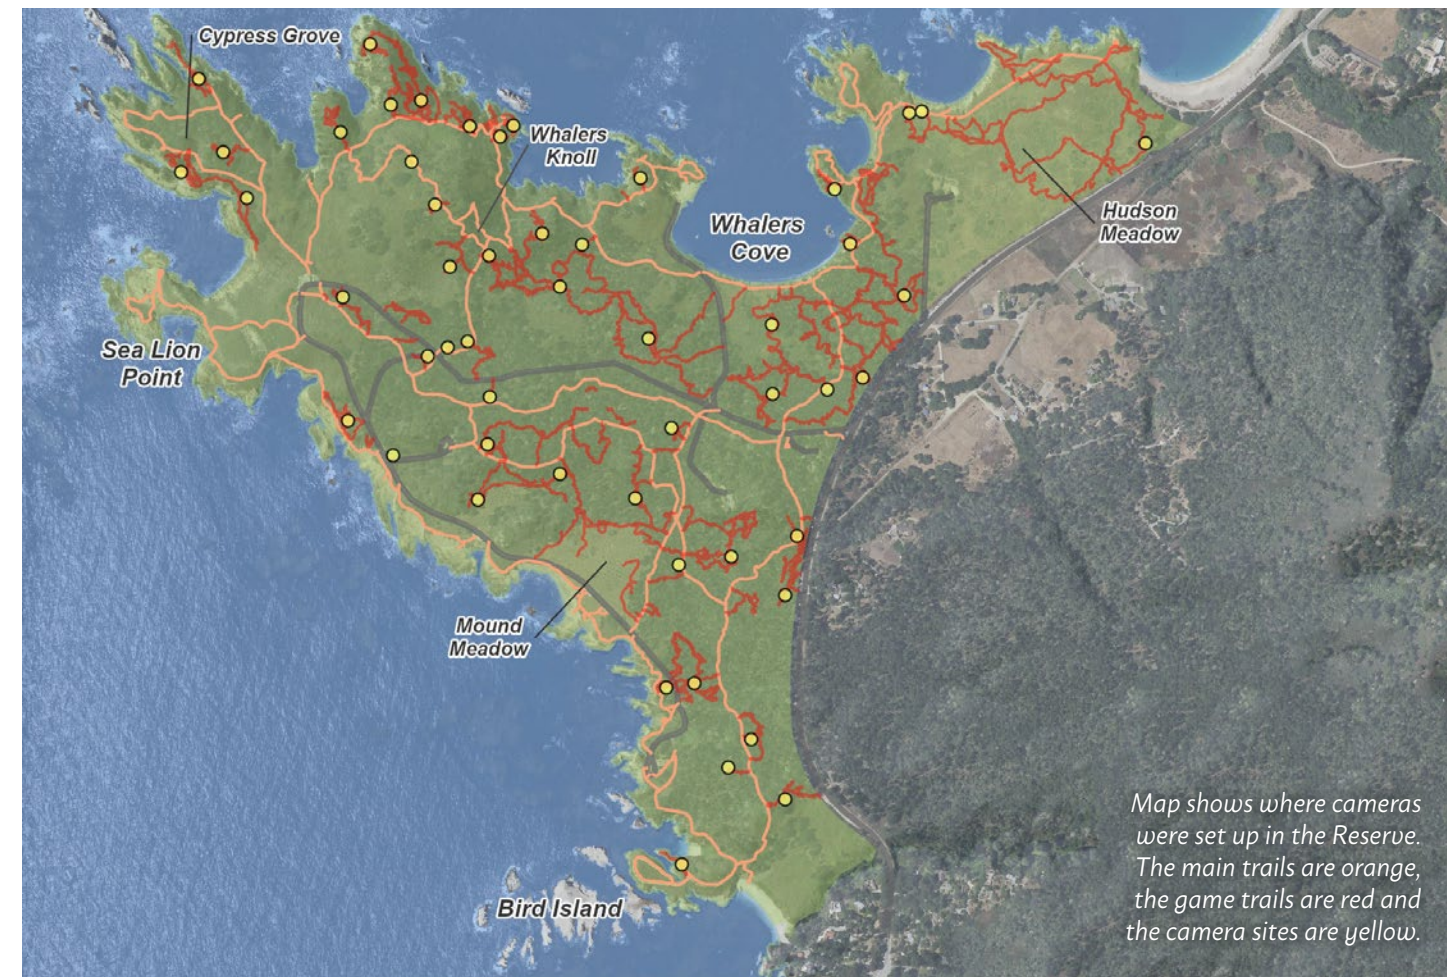 Cypress Grove
Whalers
Knoll
Whalers
Cove
Hudson
Meadow
Sea Lion
Point
Mound
Meadow
Map shows where cameras
were set up in the Reserve.
The main trails are orange,
the game trails are red and
the camera sites are yellow.
Bird Island